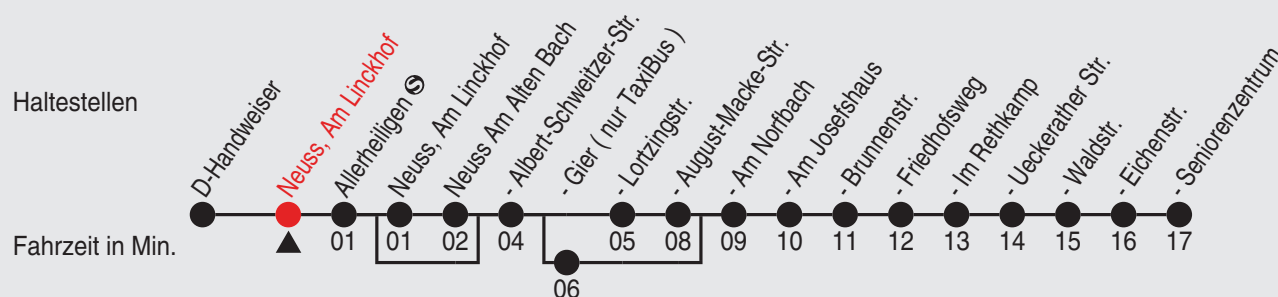 Haltestellen
D-Handweiser
Neuss, Am Linckhof
Allerheiligen Ⓢ
Neuss, Am Linckhof
Neuss Am Alten Bach
- Albert-Schweitzer-Str.
- Gier ( nur TaxiBus )
- Lortzingstr.
- August-Macke-Str.
- Am Norfbach
- Am Josefshaus
- Brunnenstr.
- Friedhofsweg
- Im Rethkamp
- Ueckerather Str.
- Waldstr.
- Eichenstr.
- Seniorenzentrum
Fahrzeit in Min.
01 01 02 04 05 08 09 10 11 12 13 14 15 16 17
06